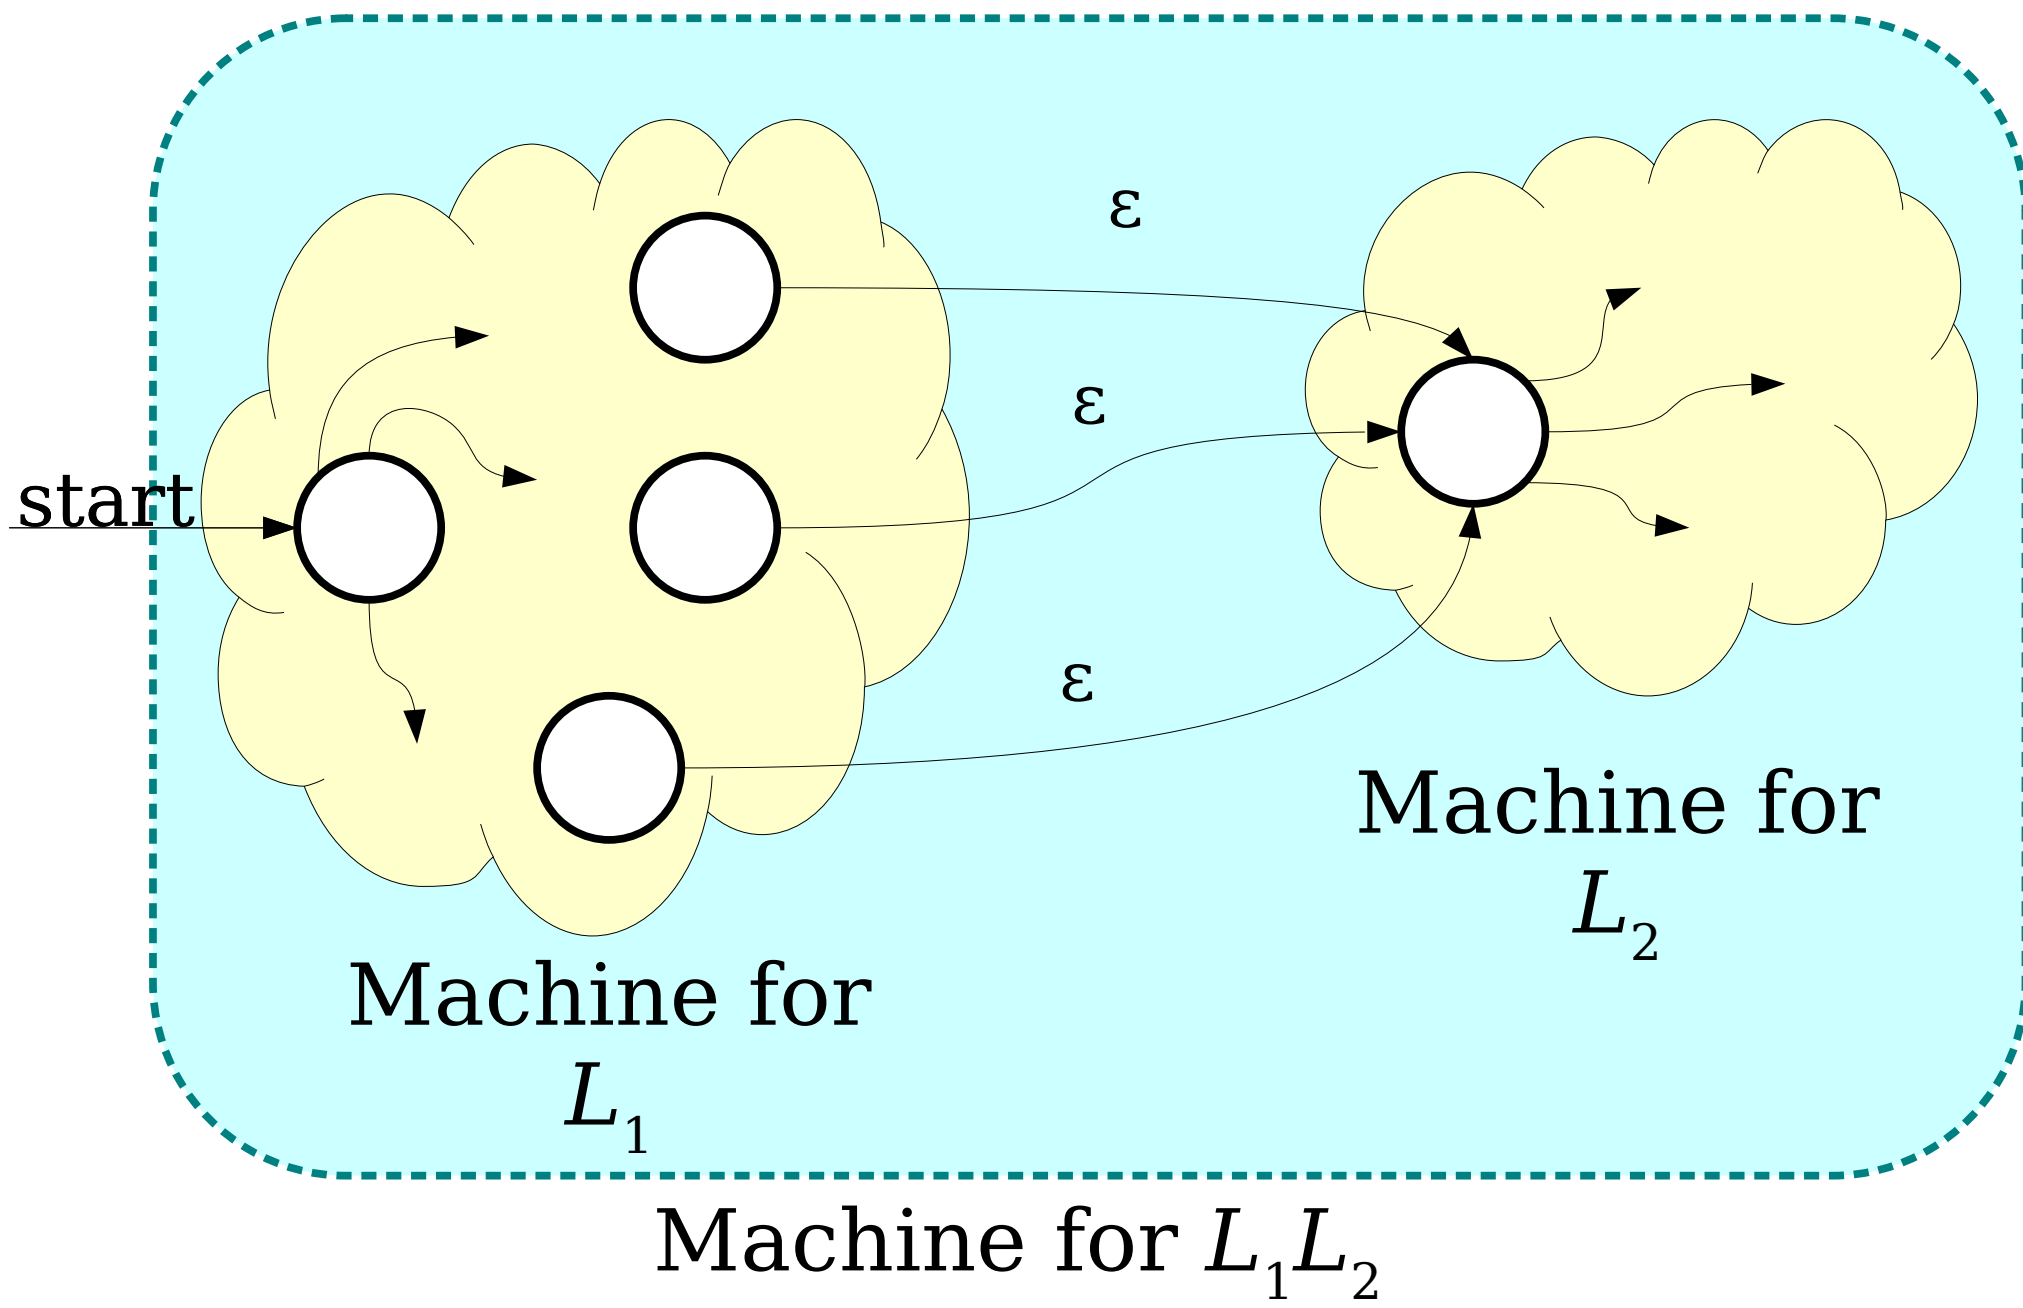 ε
ε
start
ε
Machine for
L₂
Machine for
L₁
Machine for L₁L₂